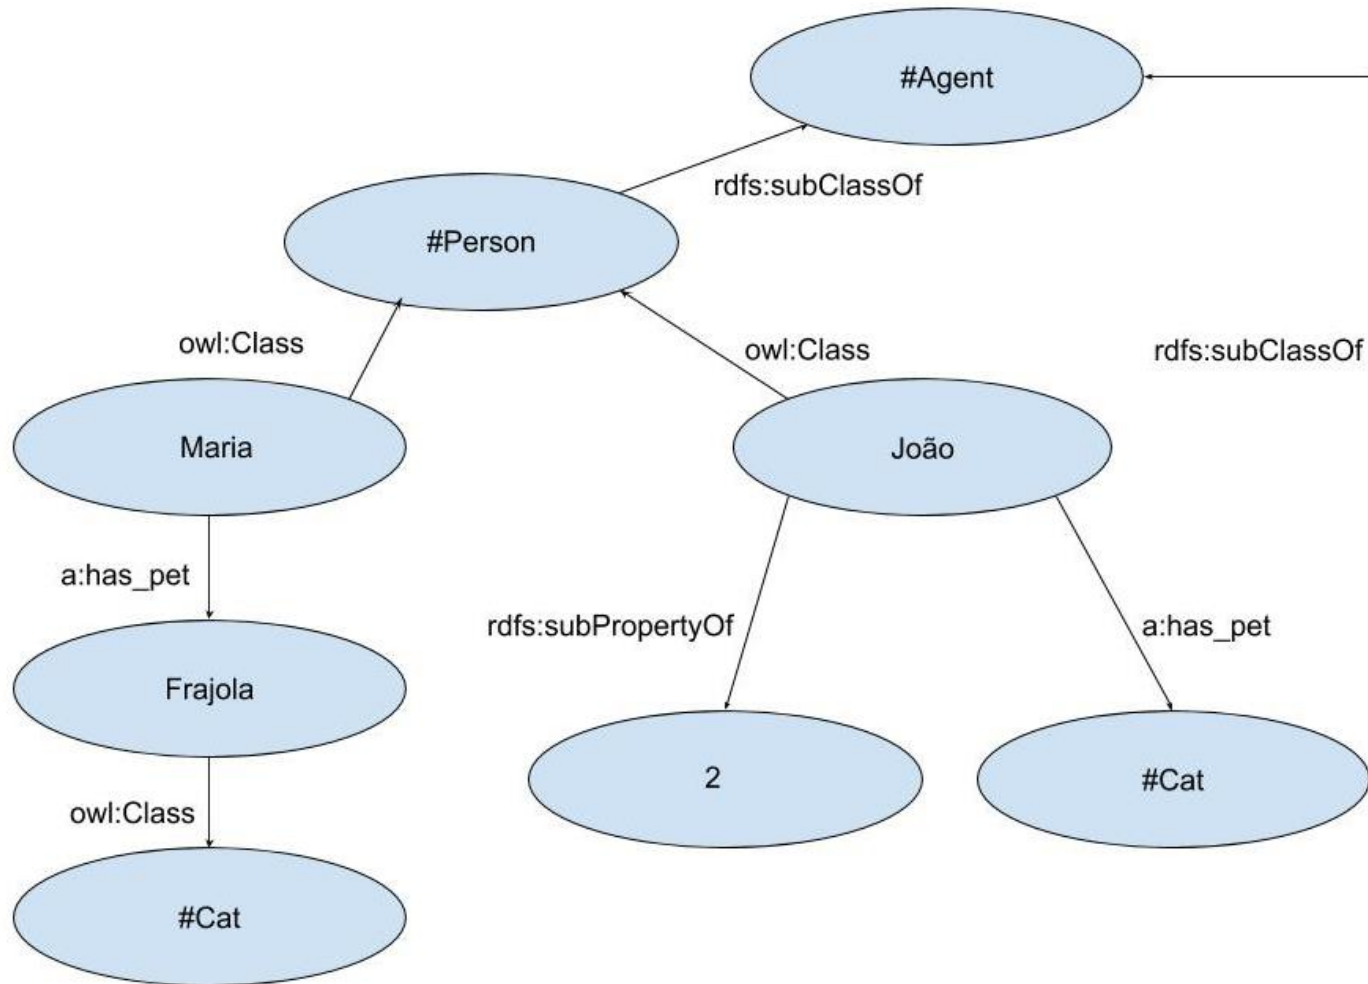 #Agent
rdfs:subClassOf
#Person
owl:Class
owl:Class
rdfs:subClassOf
Maria
João
a:has_pet
rdfs:subPropertyOf
a:has_pet
Frajola
2
#Cat
owl:Class
#Cat